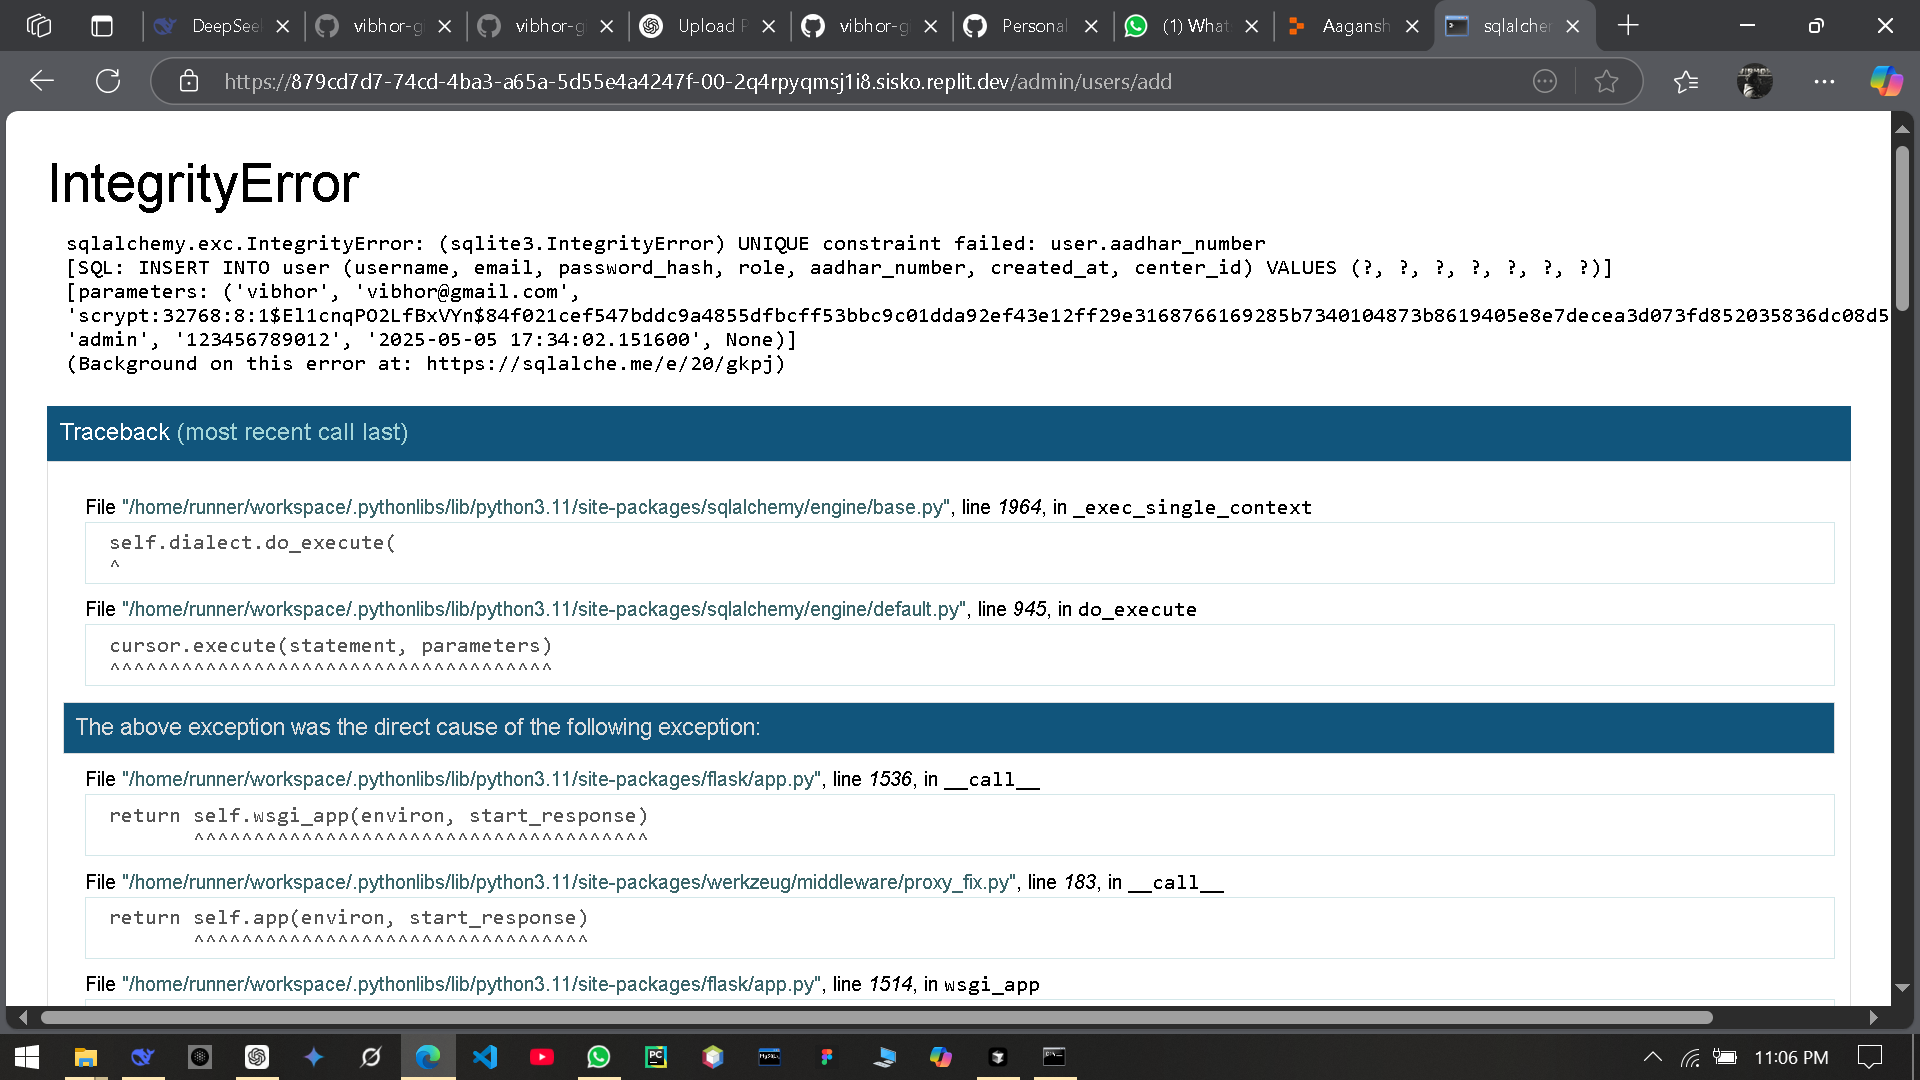 DeepSeek
vibhor-g
vibhor-g
Upload P
vibhor-g
Personal
(1) What
Aagansh
sqlalcher
https://879cd7d7-74cd-4ba3-a65a-5d55e4a4247f-00-2q4rpyqmsj1i8.sisko.replit.dev/admin/users/add
IntegrityError
sqlalchemy.exc.IntegrityError: (sqlite3.IntegrityError) UNIQUE constraint failed: user.aadhar_number
[SQL: INSERT INTO user (username, email, password_hash, role, aadhar_number, created_at, center_id) VALUES (?, ?, ?, ?, ?, ?, ?)]
[parameters: ('vibhor', 'vibhor@gmail.com',
'scrypt:32768:8:1$El1cnqPO2LfBxVYn$84f021cef547bddc9a4855dfbcff53bbc9c01dda92ef43e12ff29e3168766169285b7340104873b8619405e8e7decea3d073fd852035836dc08d5
'admin', '123456789012', '2025-05-05 17:34:02.151600', None)]
(Background on this error at: https://sqlalche.me/e/20/gkpj)
Traceback (most recent call last)
File "/home/runner/workspace/.pythonlibs/lib/python3.11/site-packages/sqlalchemy/engine/base.py", line 1964, in _exec_single_context
self.dialect.do_execute(
^
File "/home/runner/workspace/.pythonlibs/lib/python3.11/site-packages/sqlalchemy/engine/default.py", line 945, in do_execute
cursor.execute(statement, parameters)
^^^^^^^^^^^^^^^^^^^^^^^^^^^^^^^^^^^^^
The above exception was the direct cause of the following exception:
File "/home/runner/workspace/.pythonlibs/lib/python3.11/site-packages/flask/app.py", line 1536, in __call__
return self.wsgi_app(environ, start_response)
^^^^^^^^^^^^^^^^^^^^^^^^^^^^^^^^^^^^^^
File "/home/runner/workspace/.pythonlibs/lib/python3.11/site-packages/werkzeug/middleware/proxy_fix.py", line 183, in __call__
return self.app(environ, start_response)
^^^^^^^^^^^^^^^^^^^^^^^^^^^^^^^^^
File "/home/runner/workspace/.pythonlibs/lib/python3.11/site-packages/flask/app.py", line 1514, in wsgi_app
11:06 PM